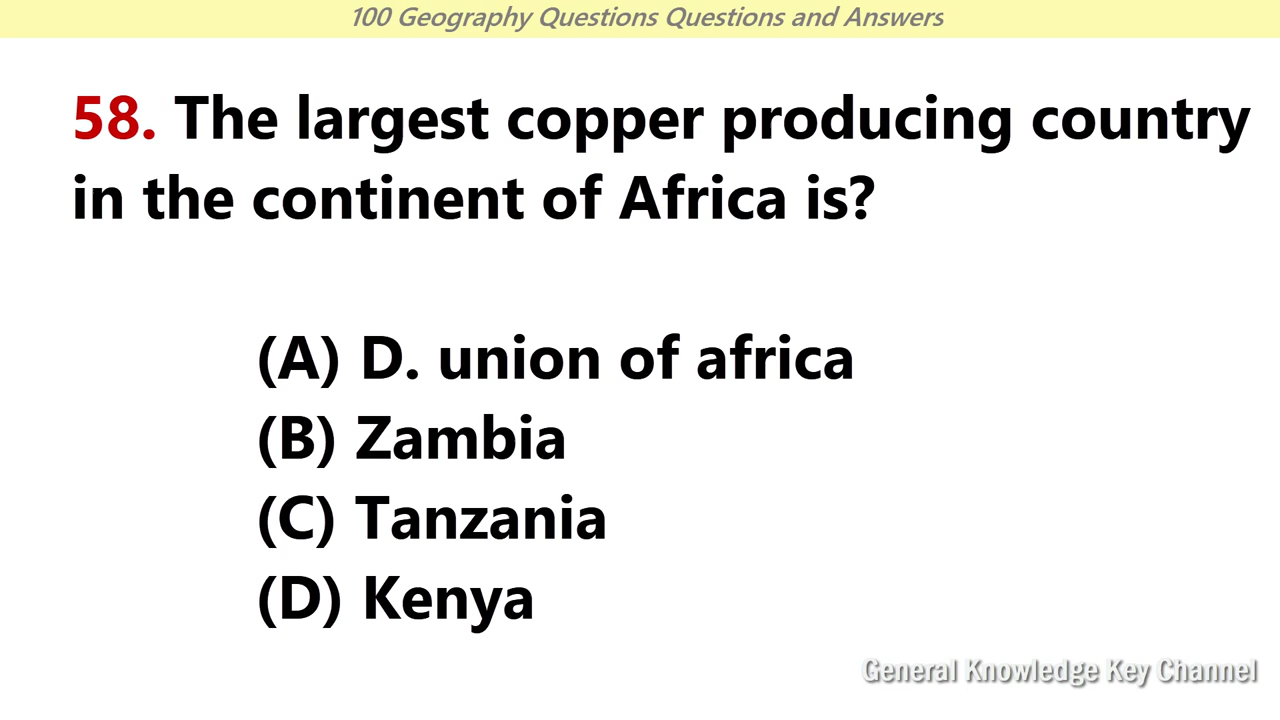 100 Geography Questions Questions and Answers
58. The largest copper producing country
in the continent of Africa is?
(A) D. union of africa
(B) Zambia
(C) Tanzania
(D) Kenya
General Knowledge Key Channel